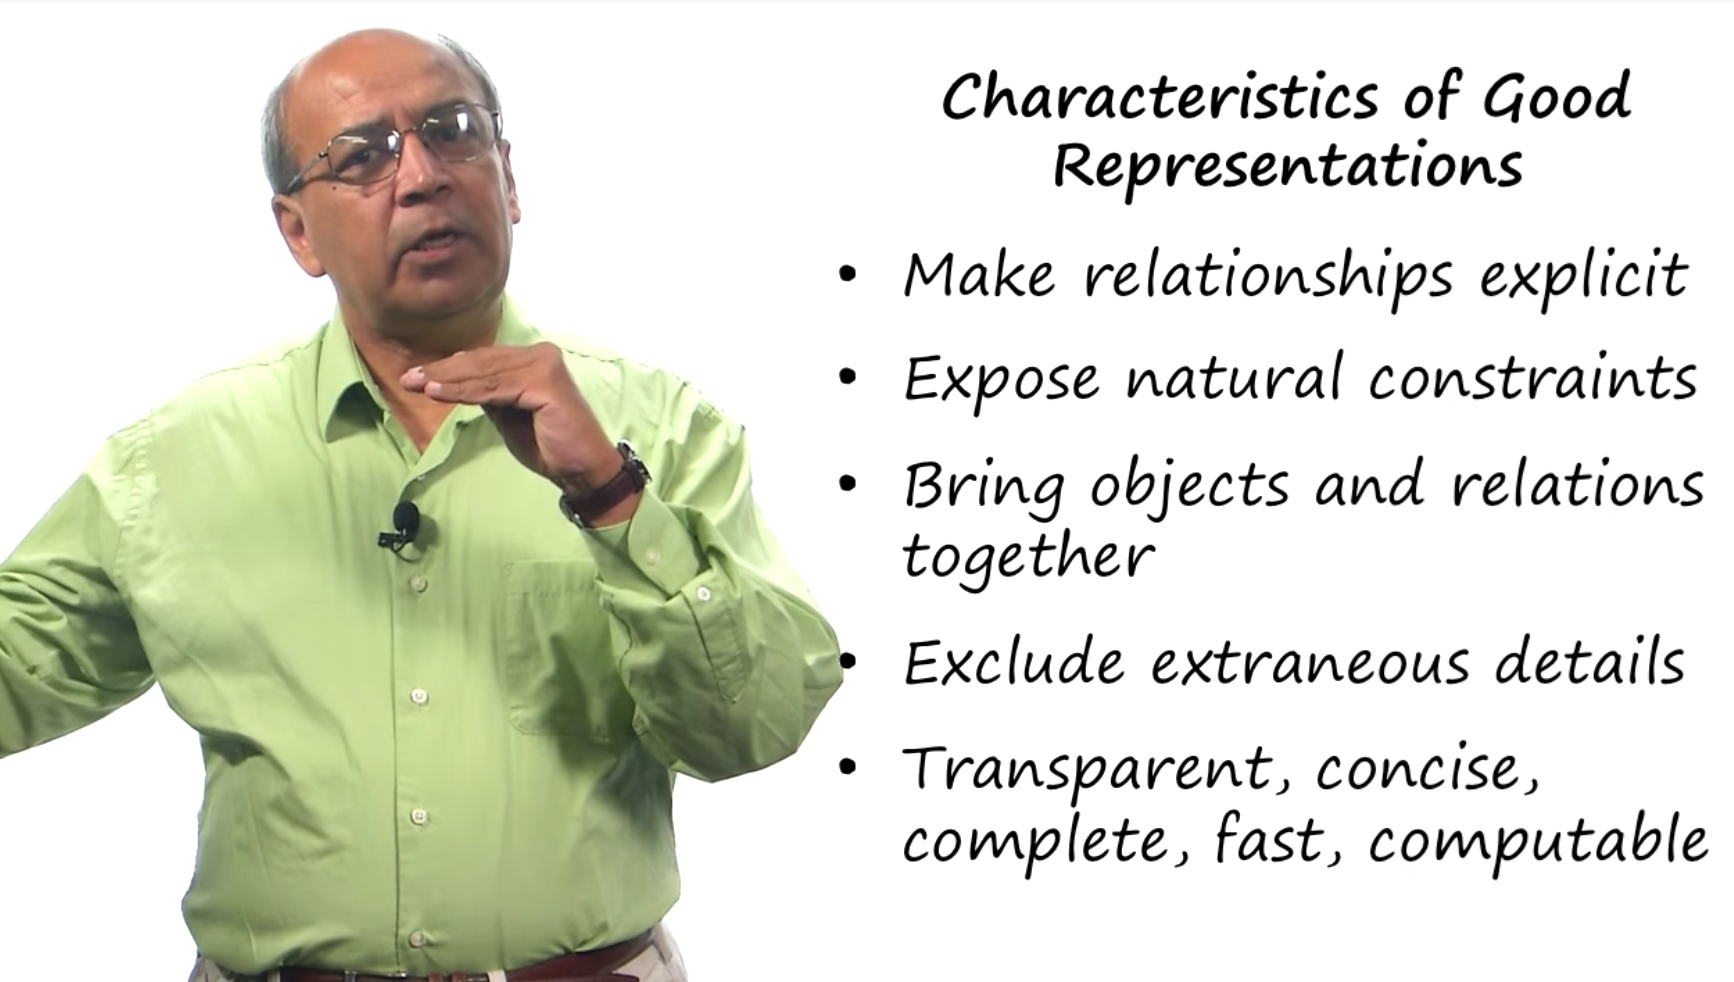 Characteristics of Good
Representations
• Make relationships explicit
• Expose natural constraints
• Bring objects and relations
together
• Exclude extraneous details
• Transparent, concise,
complete, fast, computable